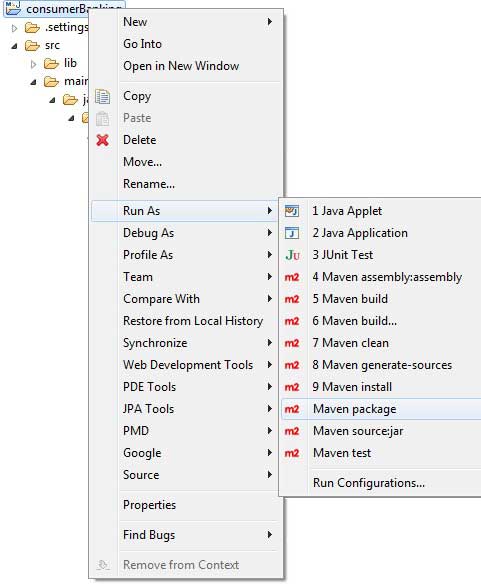 consumerBanking
.settings
src
lib
main
New
Go Into
Open in New Window
Copy
Paste
Delete
Move...
Rename...
Run As
Debug As
Profile As
Team
Compare With
Restore from Local History
Synchronize
Web Development Tools
PDE Tools
JPA Tools
PMD
Google
Source
Properties
Find Bugs
Remove from Context
1 Java Applet
2 Java Application
JU 3 JUnit Test
m2 4 Maven assembly:assembly
m2 5 Maven build
m2 6 Maven build...
m2 7 Maven clean
m2 8 Maven generate-sources
m2 9 Maven install
m2 Maven package
m2 Maven source:jar
m2 Maven test
Run Configurations...